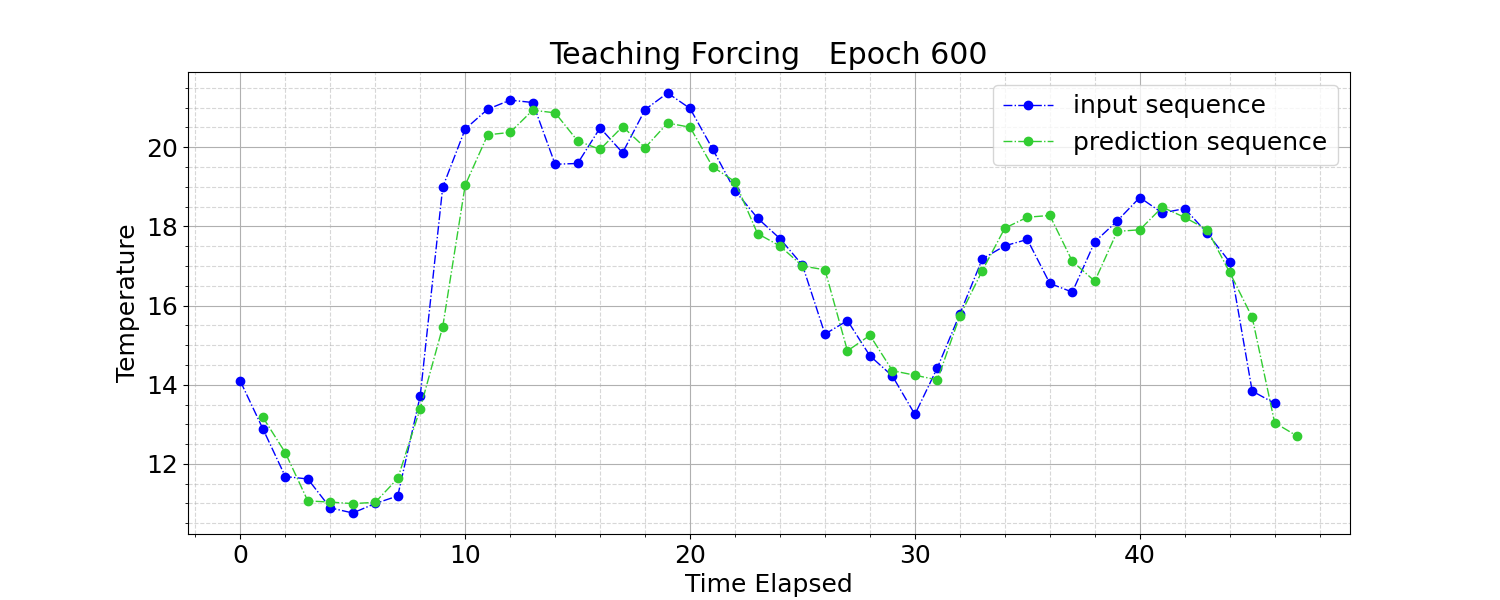 Teaching Forcing   Epoch 600
input sequence
prediction sequence
Temperature
20
18
16
14
12
0 10 20 30 40
Time Elapsed